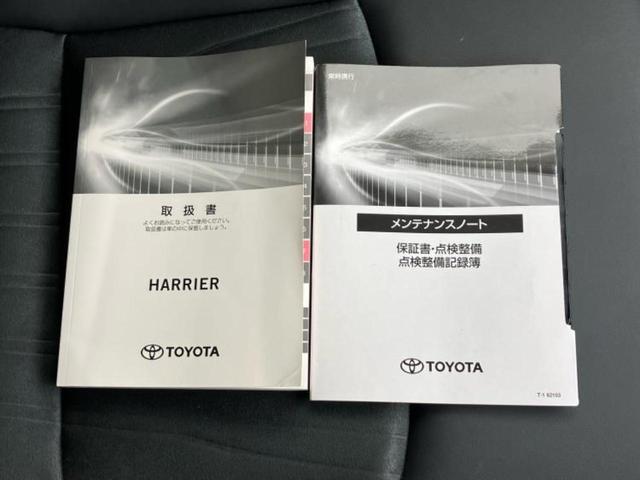 取扱書
よくお読みになってご使用ください。
取扱書は車の中に保管しましょう。
HARRIER
TOYOTA
常時携行
メンテナンスノート
保証書・点検整備
点検整備記録簿
TOYOTA
T-1 62103